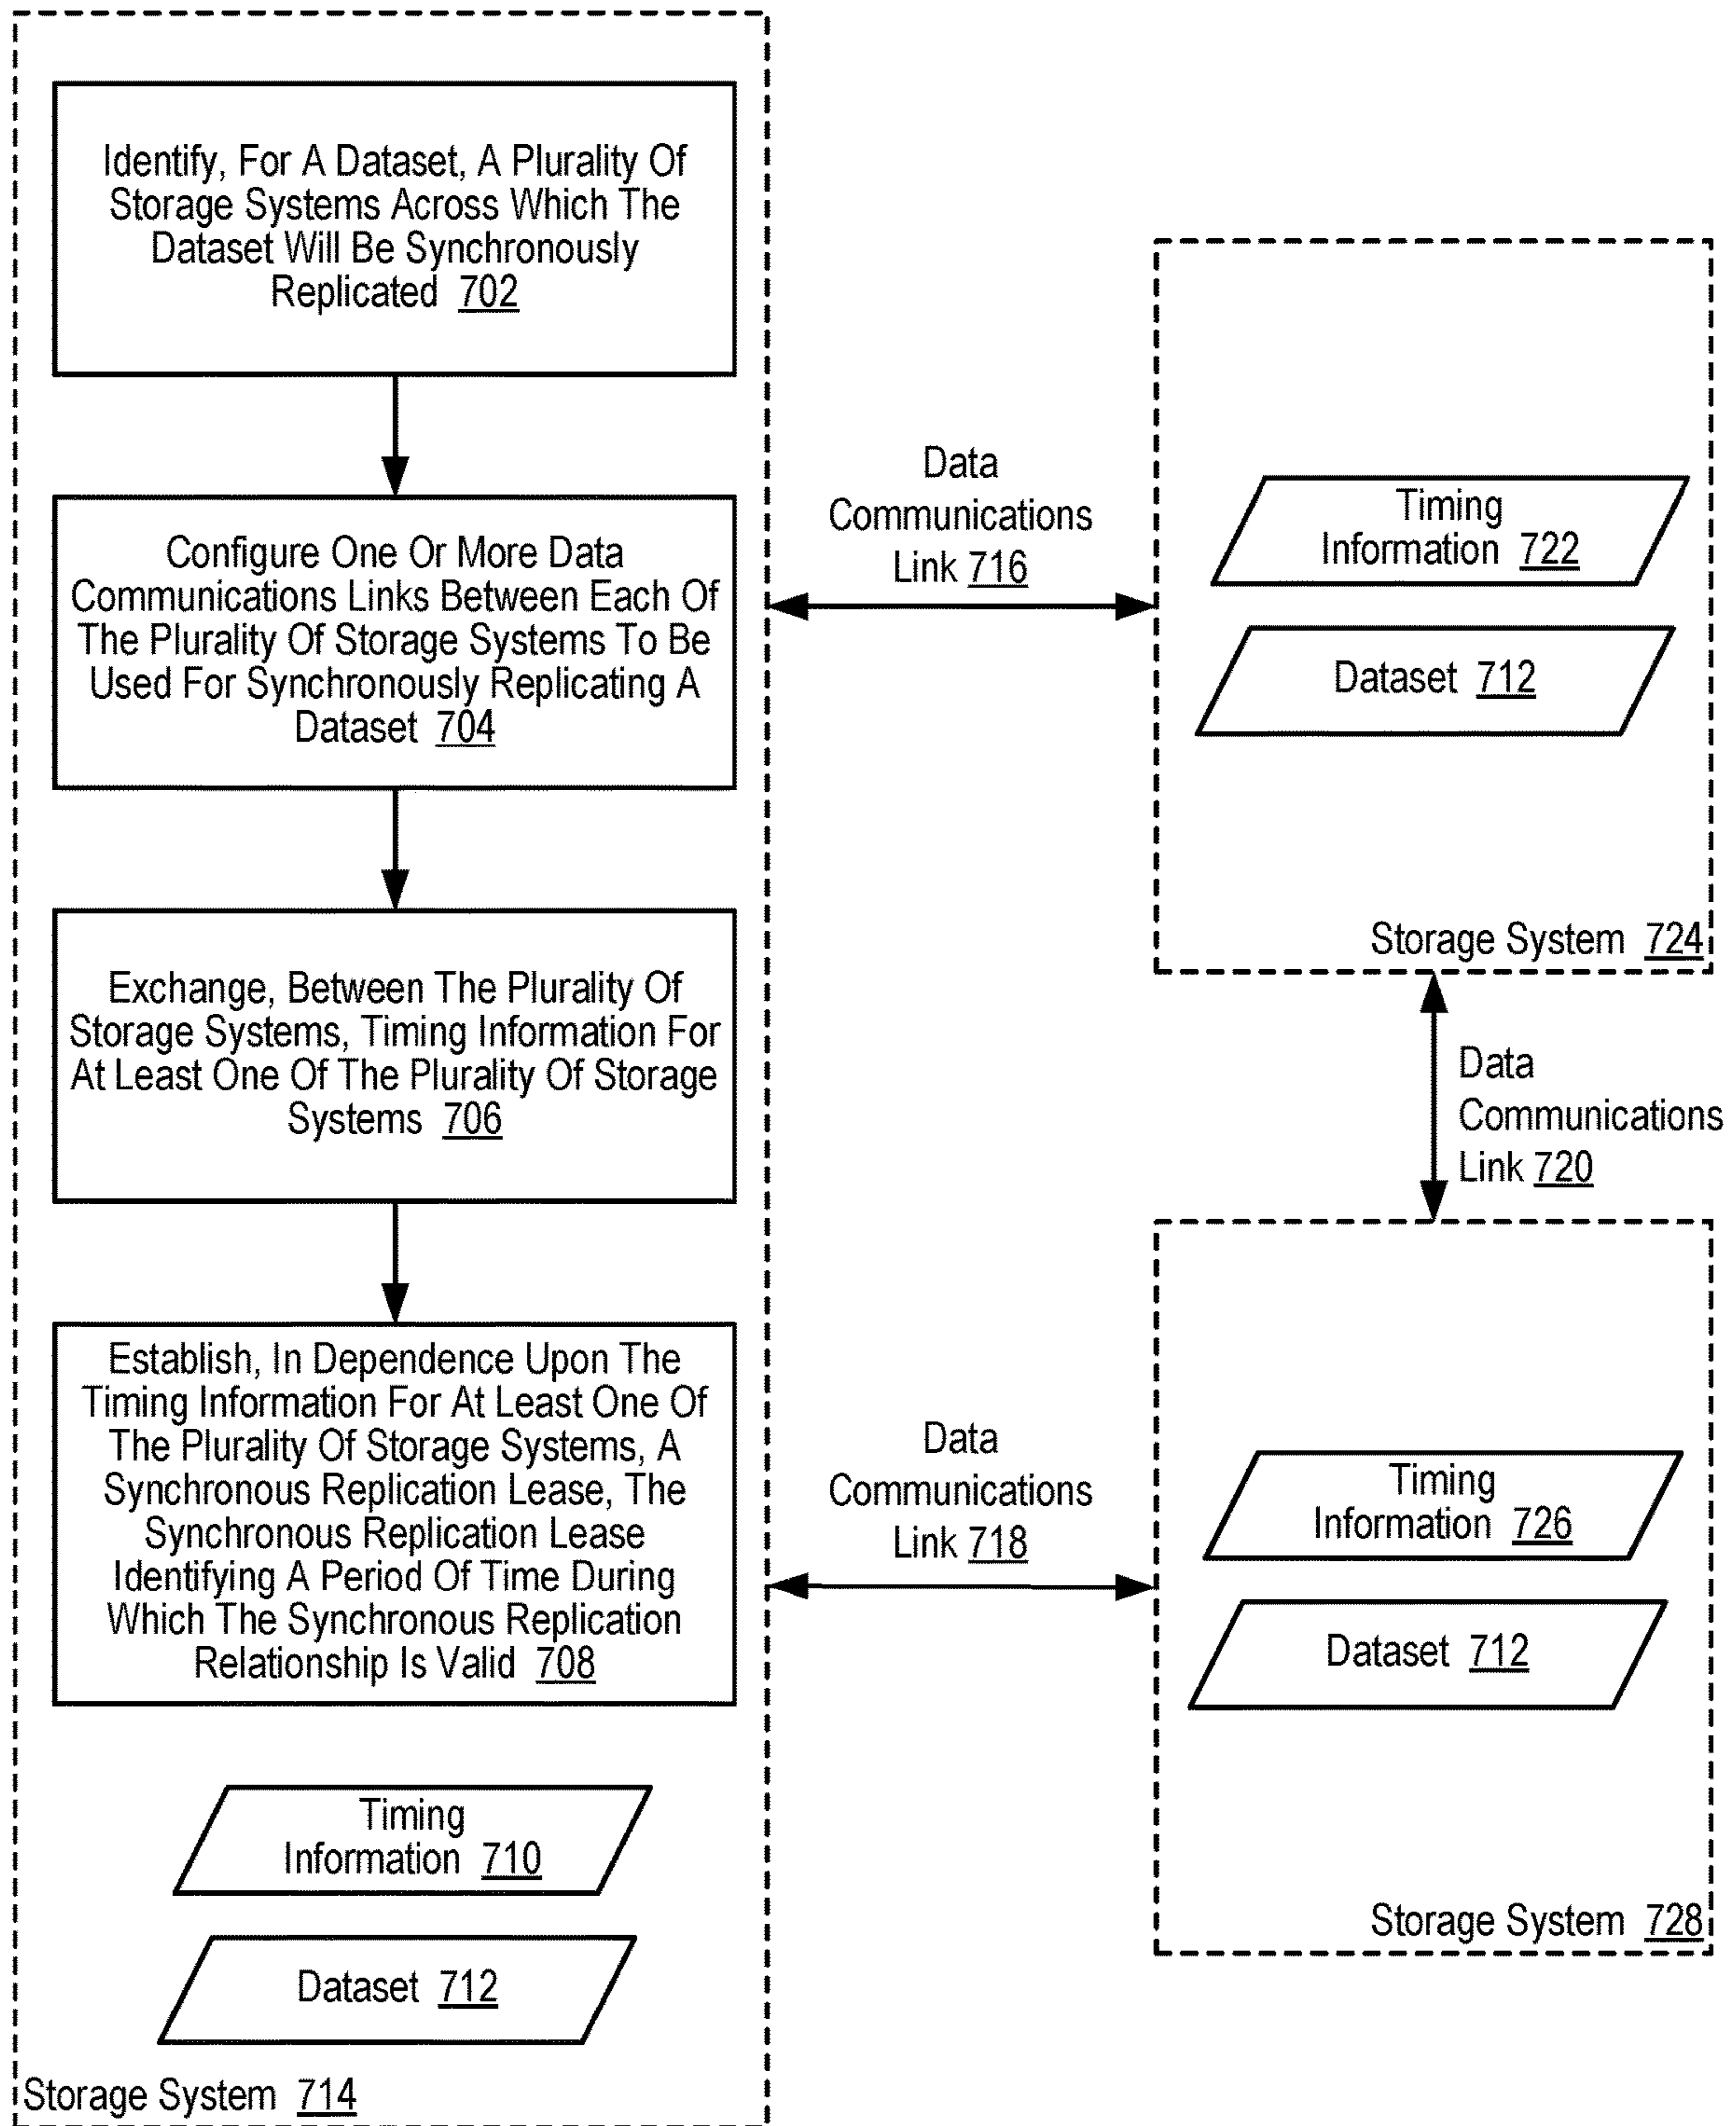 Identify, For A Dataset, A Plurality Of
Storage Systems Across Which The
Dataset Will Be Synchronously
Replicated 702
Configure One Or More Data
Communications Links Between Each Of
The Plurality Of Storage Systems To Be
Used For Synchronously Replicating A
Dataset 704
Exchange, Between The Plurality Of
Storage Systems, Timing Information For
At Least One Of The Plurality Of Storage
Systems 706
Establish, In Dependence Upon The
Timing Information For At Least One Of
The Plurality Of Storage Systems, A
Synchronous Replication Lease, The
Synchronous Replication Lease
Identifying A Period Of Time During
Which The Synchronous Replication
Relationship Is Valid 708
Timing
Information 710
Dataset 712
Storage System 714
Data
Communications
Link 716
Timing
Information 722
Dataset 712
Storage System 724
Data
Communications
Link 720
Data
Communications
Link 718
Timing
Information 726
Dataset 712
Storage System 728